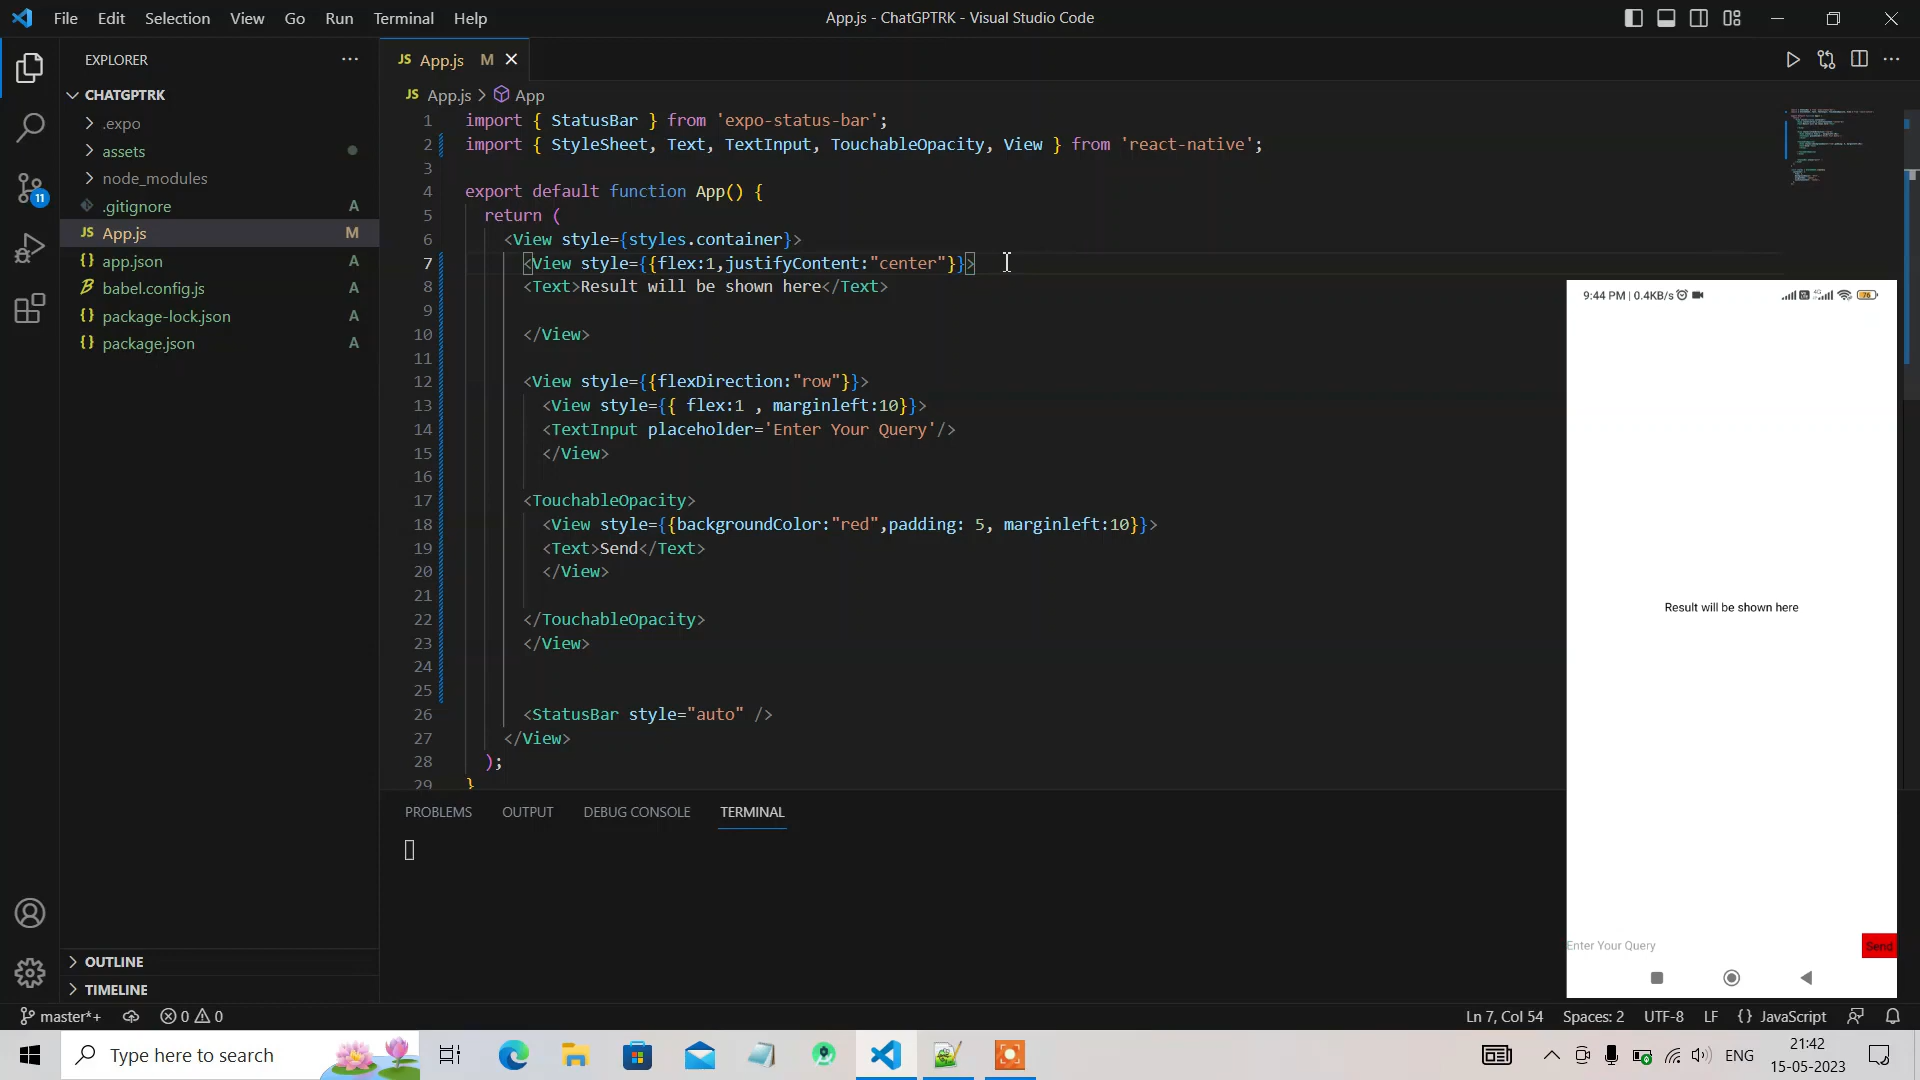 File Edit Selection View Go Run Terminal Help
App.js - ChatGPTRK - Visual Studio Code
EXPLORER
CHATGPTRK
.expo
assets
node_modules
.gitignore A
JS App.js M
{} app.json A
babel.config.js A
{} package-lock.json A
{} package.json A
OUTLINE
TIMELINE
11
JS App.js M
JS App.js > App
1 import { StatusBar } from 'expo-status-bar';
2 import { StyleSheet, Text, TextInput, TouchableOpacity, View } from 'react-native';
3
4 export default function App() {
5 return (
6 <View style={styles.container}>
7 <View style={{flex:1,justifyContent:"center"}}>
8 <Text>Result will be shown here</Text>
9
10 </View>
11
12 <View style={{flexDirection:"row"}}>
13 <View style={{ flex:1 , marginleft:10}}>
14 <TextInput placeholder='Enter Your Query'/>
15 </View>
16
17 <TouchableOpacity>
18 <View style={{backgroundColor:"red",padding: 5, marginleft:10}}>
19 <Text>Send</Text>
20 </View>
21
22 </TouchableOpacity>
23 </View>
24
25
26 <StatusBar style="auto" />
27 </View>
28 );
29 }
PROBLEMS OUTPUT DEBUG CONSOLE TERMINAL
9:44 PM | 0.4KB/s
4G
76
Result will be shown here
Enter Your Query
Send
master*+ 0 0
Ln 7, Col 54 Spaces: 2 UTF-8 LF {} JavaScript
Type here to search
ENG
21:42
15-05-2023